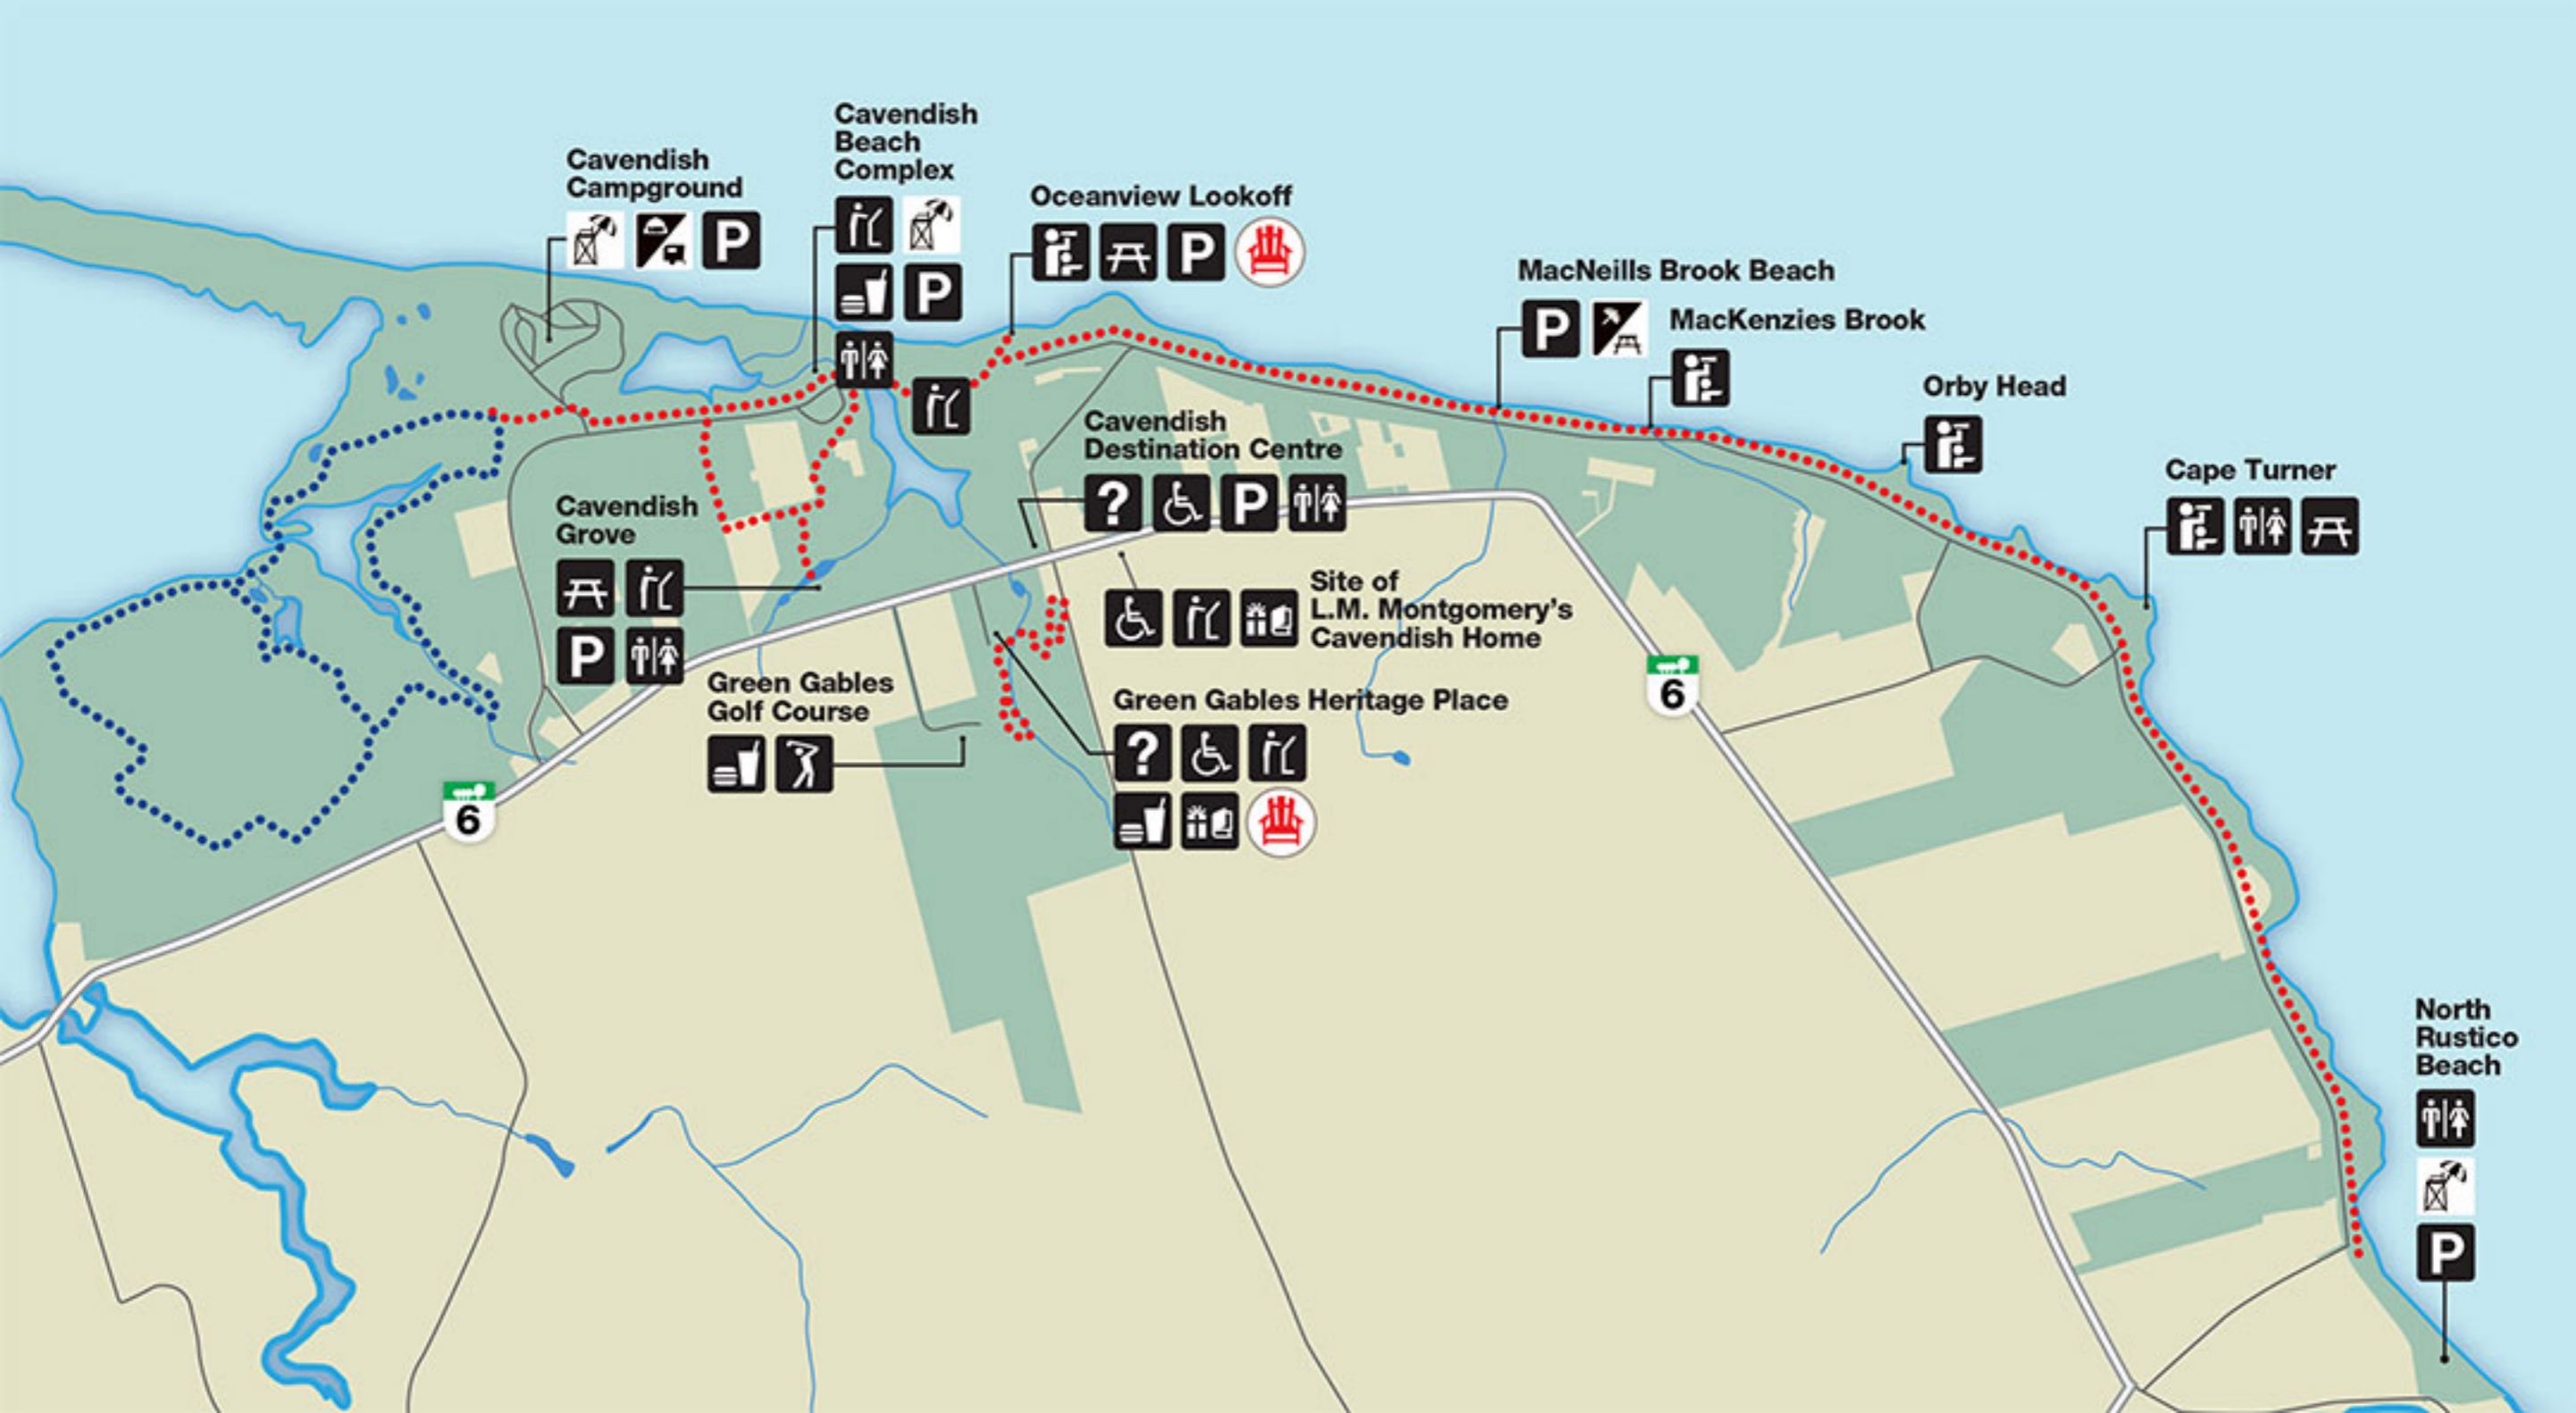 Cavendish
Campground
P
Cavendish
Beach
Complex
P
Oceanview Lookoff
P
MacNeills Brook Beach
P
MacKenzies Brook
Orby Head
Cape Turner
Cavendish
Destination Centre
? P
Cavendish
Grove
P
Site of
L.M. Montgomery's
Cavendish Home
Green Gables
Golf Course
Green Gables Heritage Place
?
6
6
North
Rustico
Beach
P